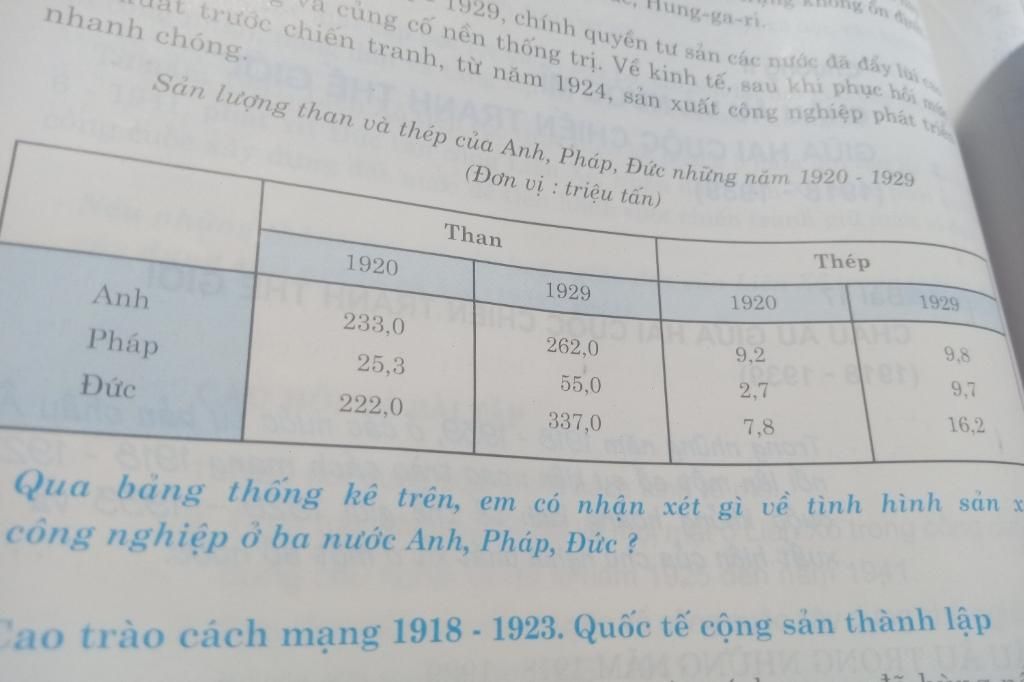 Hung-ga-ri.
1929, chính quyền tư sản các nước đã đẩy lùi
và củng cố nền thống trị. Về kinh tế, sau khi phục hồi
trước chiến tranh, từ năm 1924, sản xuất công nghiệp phát triển
nhanh chóng.
Sản lượng than và thép của Anh, Pháp, Đức những năm 1920 - 1929
(Đơn vị : triệu tấn)
Than Thép
1920 1929 1920 1929
Anh 233,0 262,0 9,2 9,8
Pháp 25,3 55,0 2,7 9,7
Đức 222,0 337,0 7,8 16,2
Qua bảng thống kê trên, em có nhận xét gì về tình hình sản x
công nghiệp ở ba nước Anh, Pháp, Đức ?
Cao trào cách mạng 1918 - 1923. Quốc tế cộng sản thành lập